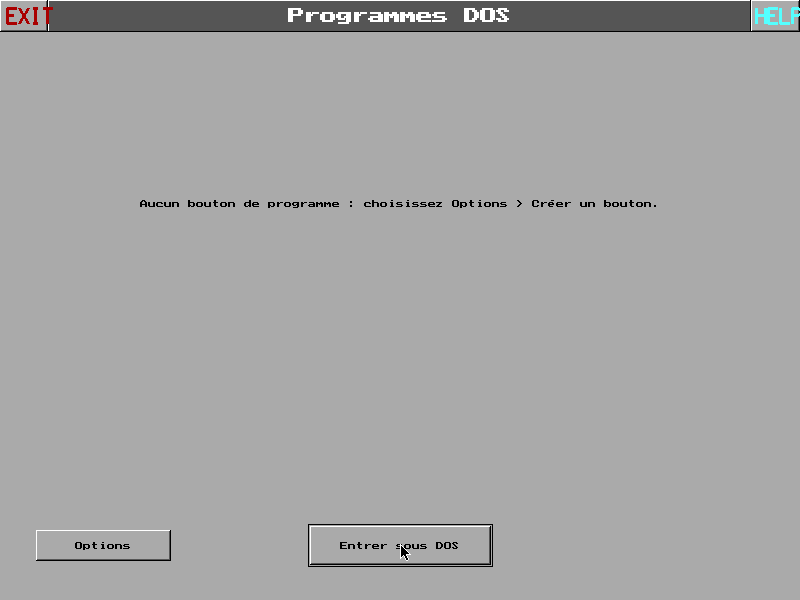 EXIT Programmes DOS HELP
Aucun bouton de programme : choisissez Options > Créer un bouton.
Options Entrer sous DOS